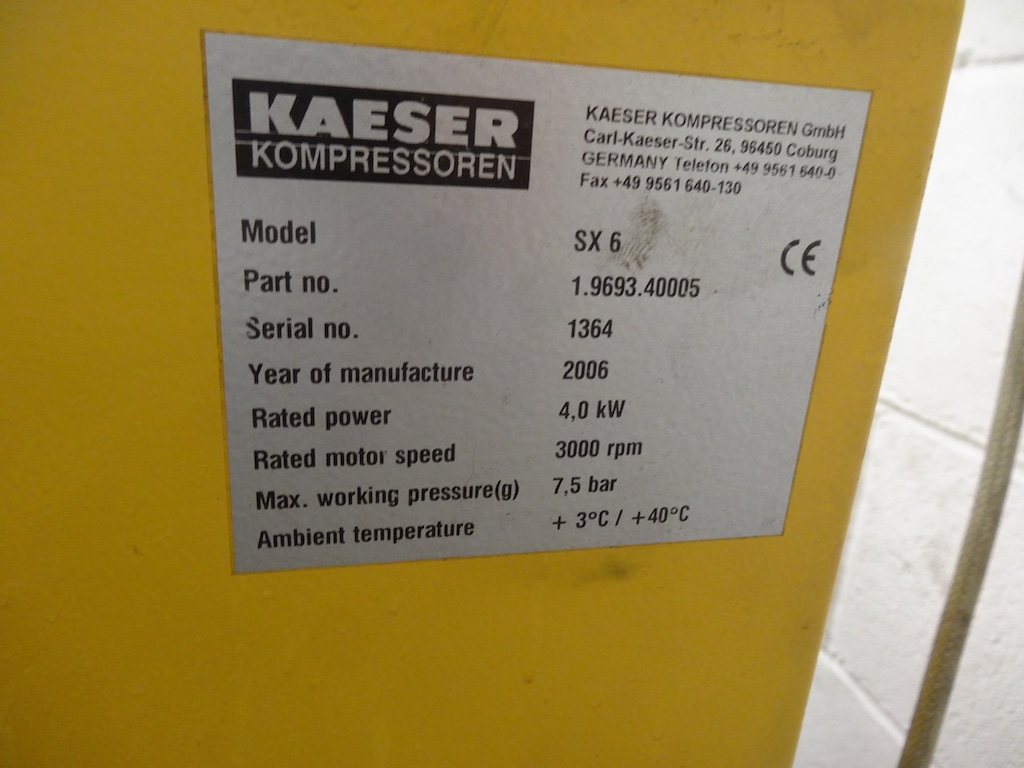 KAESER
KOMPRESSOREN
KAESER KOMPRESSOREN GmbH
Carl-Kaeser-Str. 26, 96450 Coburg
GERMANY Telefon +49 9561 640-0
Fax +49 9561 640-130
Model SX 6
CE
Part no. 1.9693.40005
Serial no. 1364
Year of manufacture 2006
Rated power 4,0 kW
Rated motor speed 3000 rpm
Max. working pressure(g) 7,5 bar
Ambient temperature + 3°C / +40°C